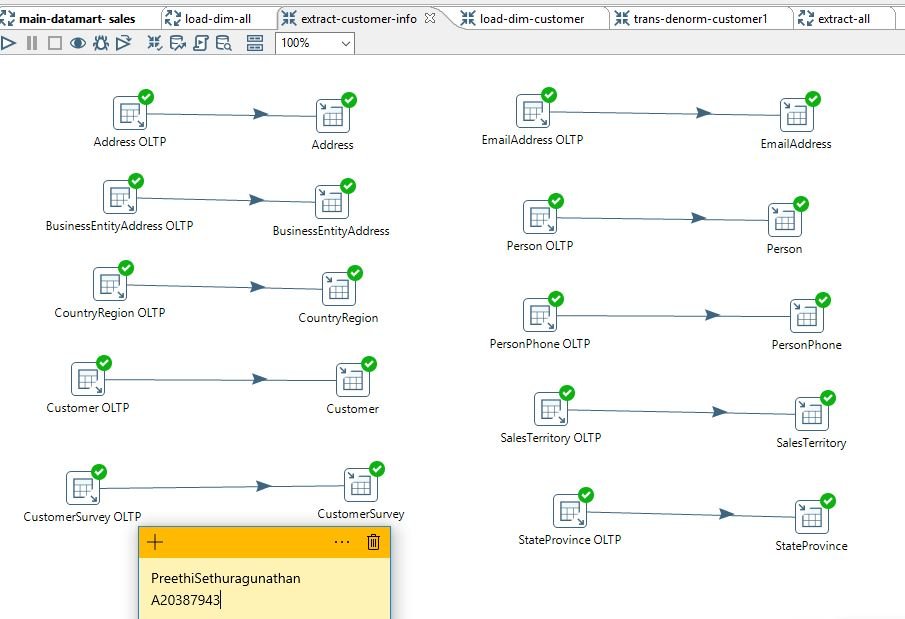 main-datamart- sales
load-dim-all
extract-customer-info
load-dim-customer
trans-denorm-customer1
extract-all
100%
Address OLTP
Address
EmailAddress OLTP
EmailAddress
BusinessEntityAddress OLTP
BusinessEntityAddress
Person OLTP
Person
CountryRegion OLTP
CountryRegion
PersonPhone OLTP
PersonPhone
Customer OLTP
Customer
SalesTerritory OLTP
SalesTerritory
CustomerSurvey OLTP
CustomerSurvey
StateProvince OLTP
StateProvince
PreethiSethuragunathan
A20387943